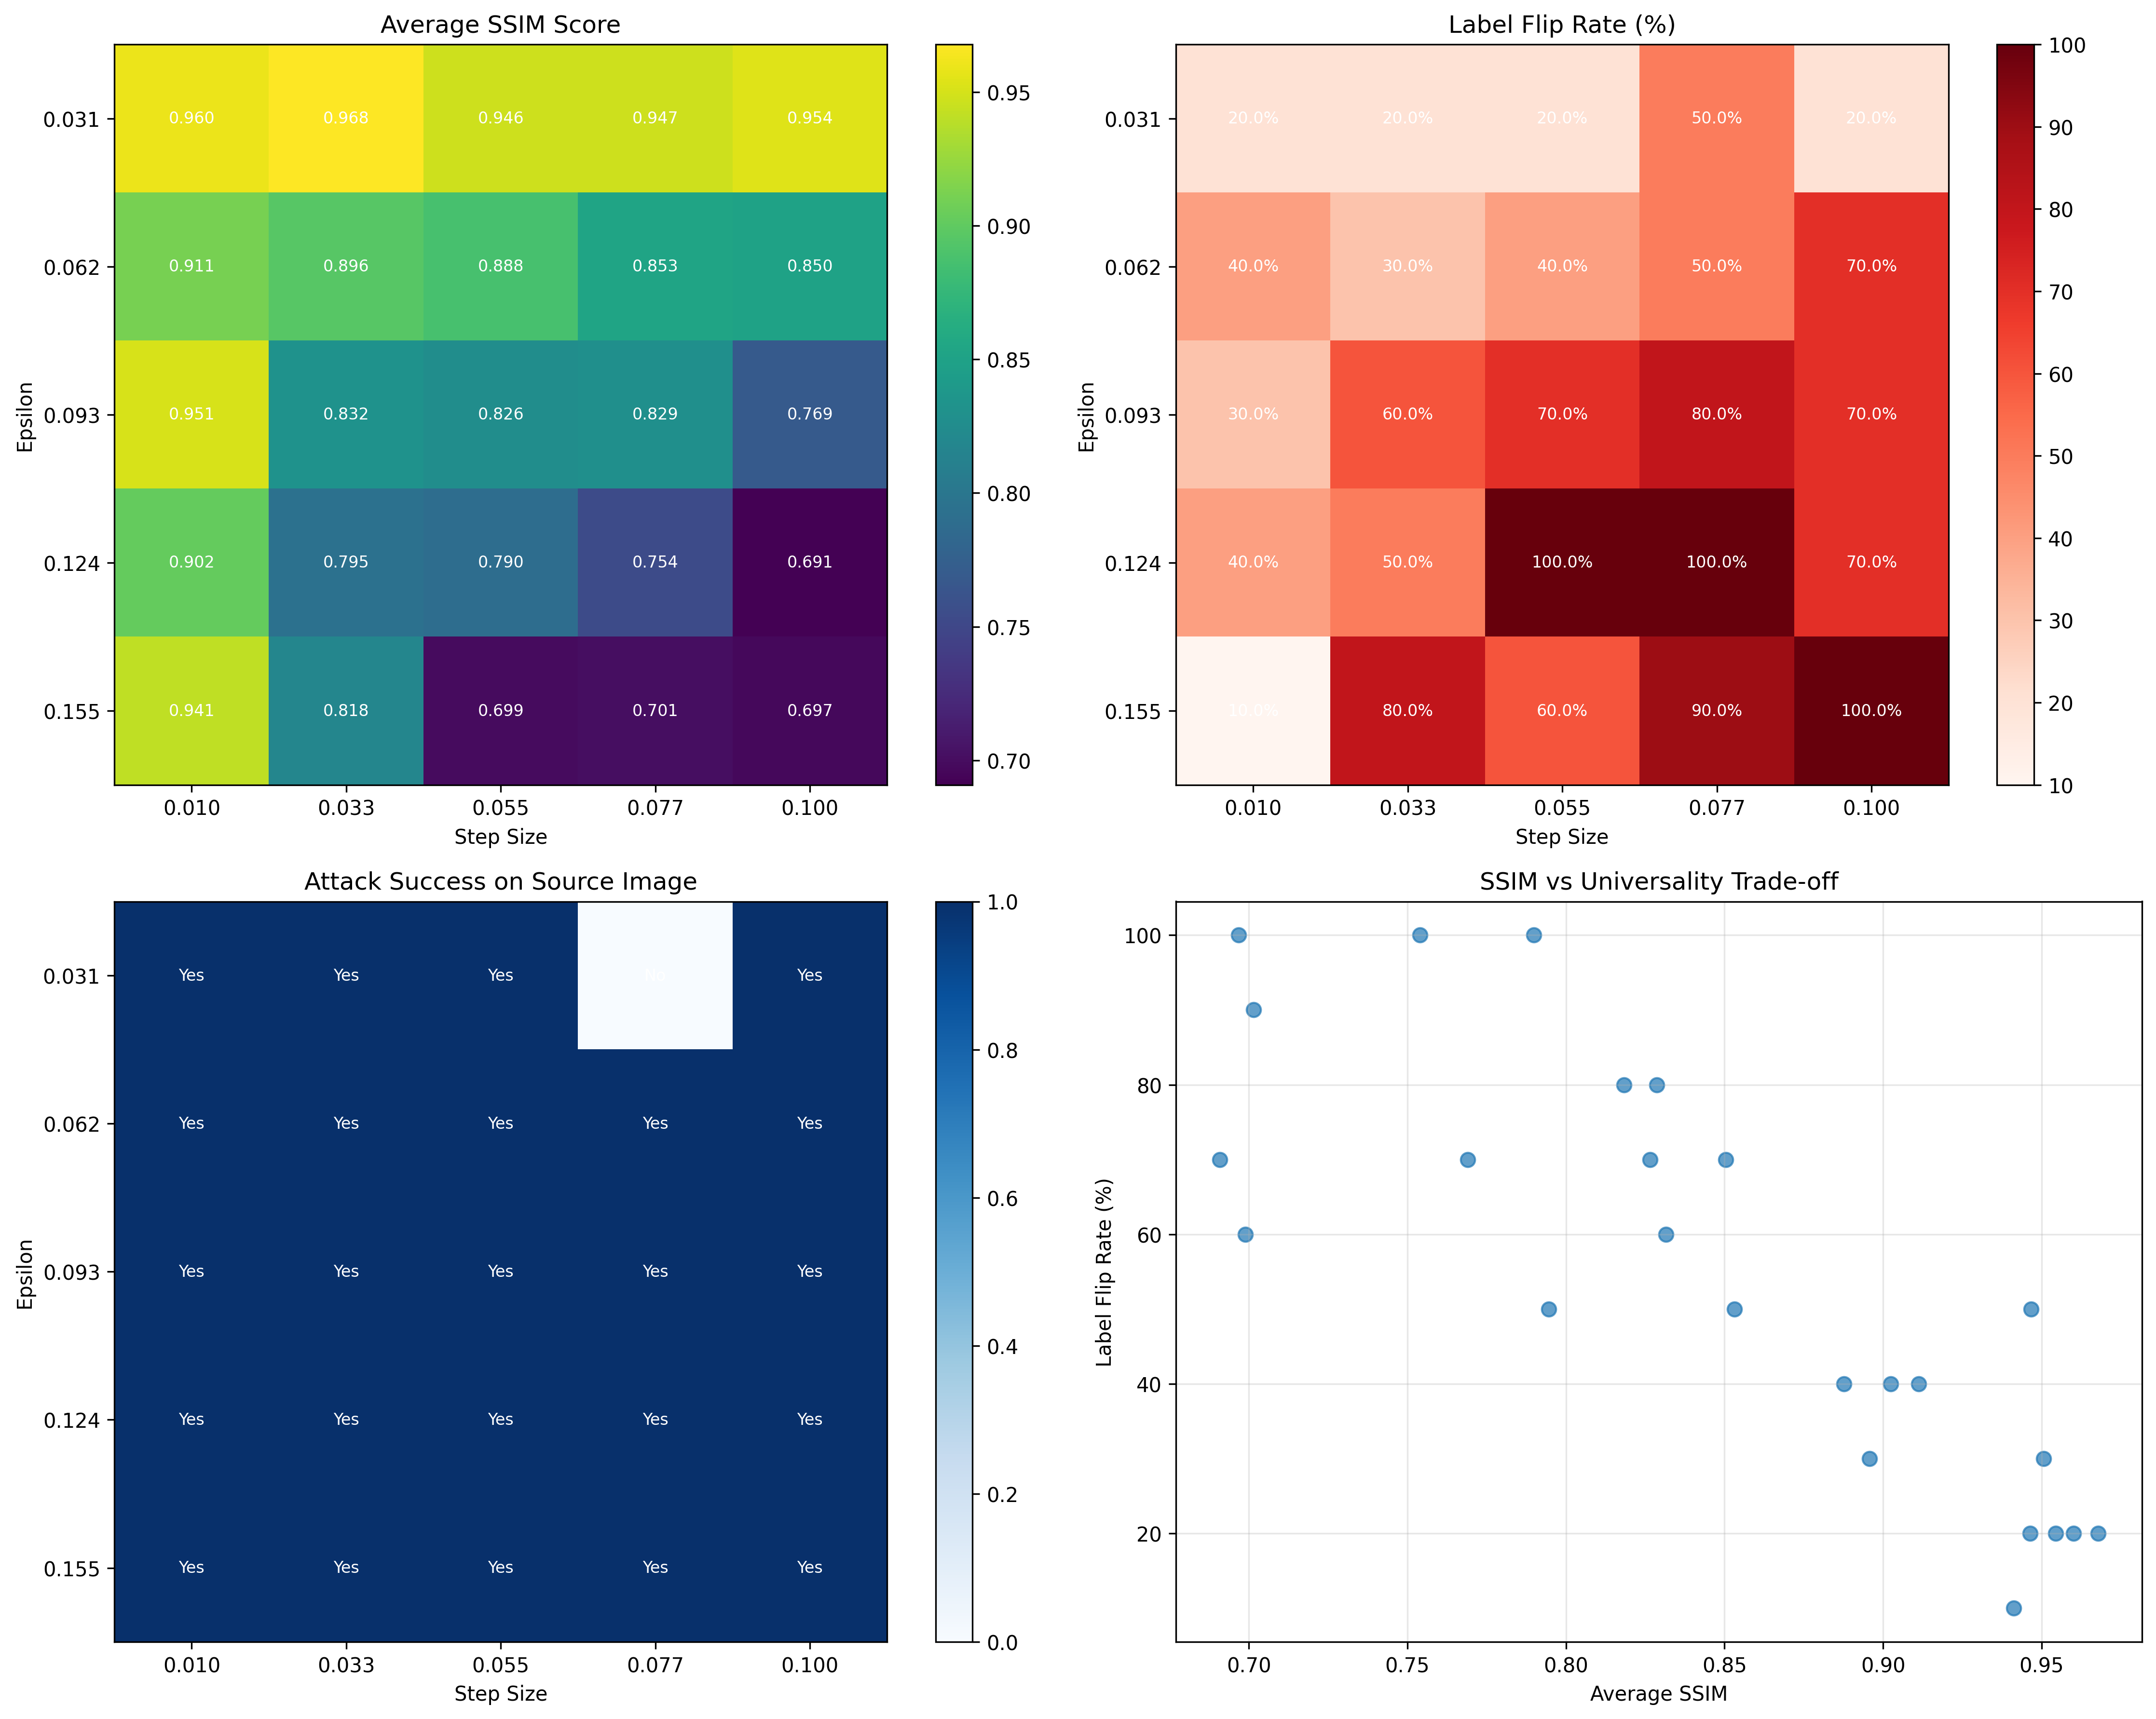 Average SSIM Score
0.031
0.960 0.968 0.946 0.947 0.954
0.062
0.911 0.896 0.888 0.853 0.850
0.093
0.951 0.832 0.826 0.829 0.769
0.124
0.902 0.795 0.790 0.754 0.691
0.155
0.941 0.818 0.699 0.701 0.697
0.010 0.033 0.055 0.077 0.100
Step Size
Epsilon
0.95
0.90
0.85
0.80
0.75
0.70
Label Flip Rate (%)
0.031
20.0% 20.0% 20.0% 50.0% 20.0%
0.062
40.0% 30.0% 40.0% 50.0% 70.0%
0.093
30.0% 60.0% 70.0% 80.0% 70.0%
0.124
40.0% 50.0% 100.0% 100.0% 70.0%
0.155
10.0% 80.0% 60.0% 90.0% 100.0%
0.010 0.033 0.055 0.077 0.100
Step Size
Epsilon
100
90
80
70
60
50
40
30
20
10
Attack Success on Source Image
0.031
Yes Yes Yes No Yes
0.062
Yes Yes Yes Yes Yes
0.093
Yes Yes Yes Yes Yes
0.124
Yes Yes Yes Yes Yes
0.155
Yes Yes Yes Yes Yes
0.010 0.033 0.055 0.077 0.100
Step Size
Epsilon
1.0
0.8
0.6
0.4
0.2
0.0
SSIM vs Universality Trade-off
100
80
60
40
20
Label Flip Rate (%)
0.70 0.75 0.80 0.85 0.90 0.95
Average SSIM